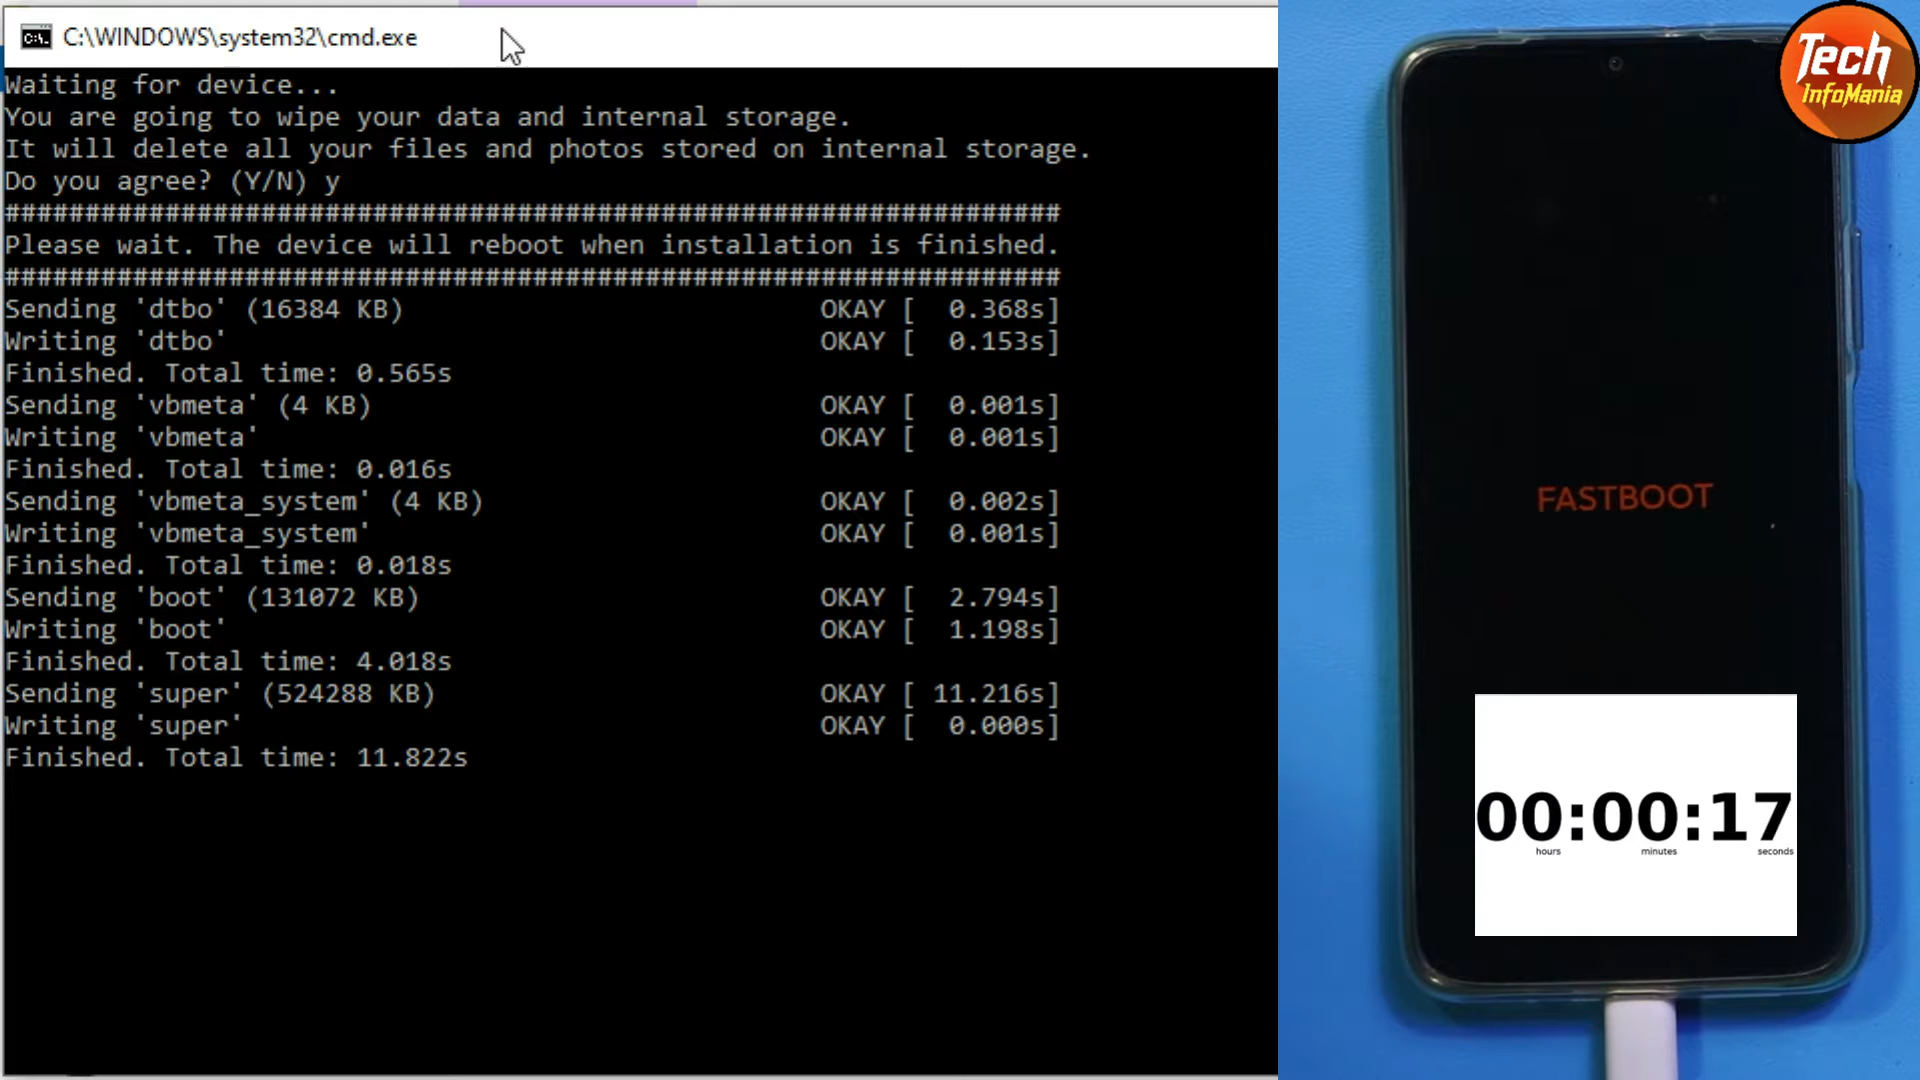 C:\WINDOWS\system32\cmd.exe
Waiting for device...
You are going to wipe your data and internal storage.
It will delete all your files and photos stored on internal storage.
Do you agree? (Y/N) y
##################################################################
Please wait. The device will reboot when installation is finished.
##################################################################
Sending 'dtbo' (16384 KB) OKAY [ 0.368s]
Writing 'dtbo' OKAY [ 0.153s]
Finished. Total time: 0.565s
Sending 'vbmeta' (4 KB) OKAY [ 0.001s]
Writing 'vbmeta' OKAY [ 0.001s]
Finished. Total time: 0.016s
Sending 'vbmeta_system' (4 KB) OKAY [ 0.002s]
Writing 'vbmeta_system' OKAY [ 0.001s]
Finished. Total time: 0.018s
Sending 'boot' (131072 KB) OKAY [ 2.794s]
Writing 'boot' OKAY [ 1.198s]
Finished. Total time: 4.018s
Sending 'super' (524288 KB) OKAY [ 11.216s]
Writing 'super' OKAY [ 0.000s]
Finished. Total time: 11.822s
Tech
InfoMania
FASTBOOT
00:00:17
hours minutes seconds